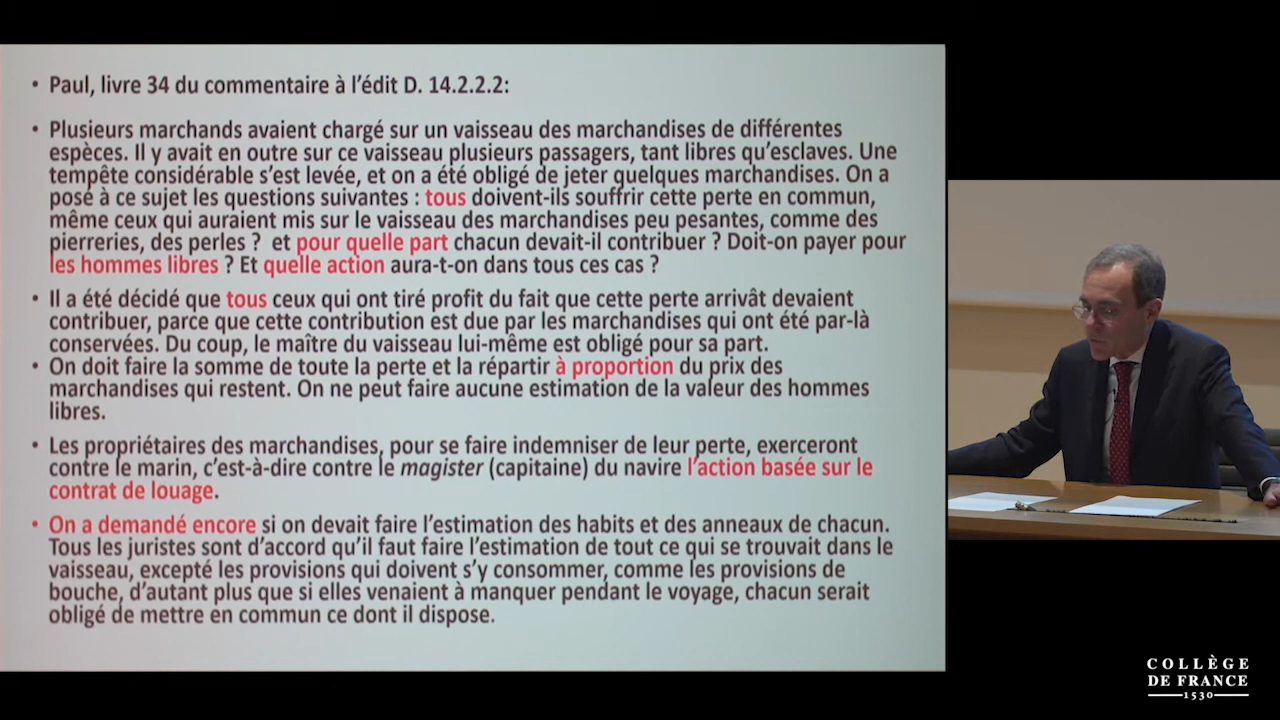 • Paul, livre 34 du commentaire à l’édit D. 14.2.2.2:
• Plusieurs marchands avaient chargé sur un vaisseau des marchandises de différentes
espèces. Il y avait en outre sur ce vaisseau plusieurs passagers, tant libres qu’esclaves. Une
tempête considérable s’est levée, et on a été obligé de jeter quelques marchandises. On a
posé à ce sujet les questions suivantes : tous doivent-ils souffrir cette perte en commun,
même ceux qui auraient mis sur le vaisseau des marchandises peu pesantes, comme des
pierreries, des perles ? et pour quelle part chacun devait-il contribuer ? Doit-on payer pour
les hommes libres ? Et quelle action aura-t-on dans tous ces cas ?
• Il a été décidé que tous ceux qui ont tiré profit du fait que cette perte arrivât devaient
contribuer, parce que cette contribution est due par les marchandises qui ont été par-là
conservées. Du coup, le maître du vaisseau lui-même est obligé pour sa part.
• On doit faire la somme de toute la perte et la répartir à proportion du prix des
marchandises qui restent. On ne peut faire aucune estimation de la valeur des hommes
libres.
• Les propriétaires des marchandises, pour se faire indemniser de leur perte, exerceront
contre le marin, c’est-à-dire contre le magister (capitaine) du navire l’action basée sur le
contrat de louage.
• On a demandé encore si on devait faire l’estimation des habits et des anneaux de chacun.
Tous les juristes sont d’accord qu’il faut faire l’estimation de tout ce qui se trouvait dans le
vaisseau, excepté les provisions qui doivent s’y consommer, comme les provisions de
bouche, d’autant plus que si elles venaient à manquer pendant le voyage, chacun serait
obligé de mettre en commun ce dont il dispose.
COLLÈGE
DE FRANCE
1530